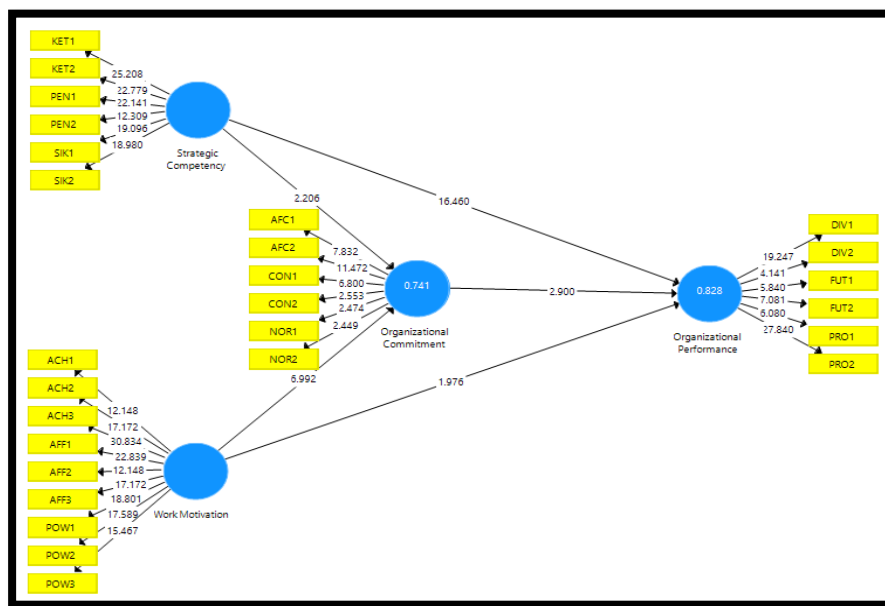 KET1
KET2
PEN1
PEN2
SIK1
SIK2
25.208
22.779
22.141
12.309
19.096
18.980
Strategic
Competency
2.206
16.460
AFC1
AFC2
CON1
CON2
NOR1
NOR2
7.832
11.472
6.800
2.553
2.474
2.449
0.741
Organizational
Commitment
2.900
6.992
1.976
0.828
Organizational
Performance
19.247
4.141
5.840
7.081
6.080
27.840
DIV1
DIV2
FUT1
FUT2
PRO1
PRO2
ACH1
ACH2
ACH3
AFF1
AFF2
AFF3
POW1
POW2
POW3
12.148
17.172
30.834
22.839
12.148
17.172
18.801
17.589
15.467
Work Motivation